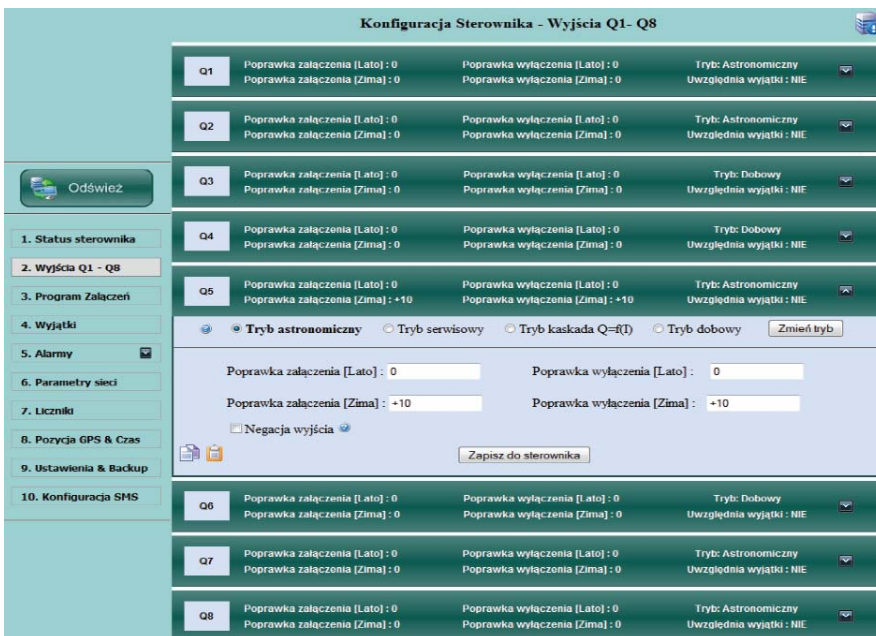 Konfiguracja Sterownika - Wyjścia Q1- Q8
Odśwież
1. Status sterownika
2. Wyjścia Q1 - Q8
3. Program Załączeń
4. Wyjątki
5. Alarmy
6. Parametry sieci
7. Liczniki
8. Pozycja GPS & Czas
9. Ustawienia & Backup
10. Konfiguracja SMS
Q1
Poprawka załączenia [Lato] : 0 Poprawka wyłączenia [Lato] : 0 Tryb: Astronomiczny
Poprawka załączenia [Zima] : 0 Poprawka wyłączenia [Zima] : 0 Uwzględnia wyjątki : NIE
Q2
Poprawka załączenia [Lato] : 0 Poprawka wyłączenia [Lato] : 0 Tryb: Astronomiczny
Poprawka załączenia [Zima] : 0 Poprawka wyłączenia [Zima] : 0 Uwzględnia wyjątki : NIE
Q3
Poprawka załączenia [Lato] : 0 Poprawka wyłączenia [Lato] : 0 Tryb: Dobowy
Poprawka załączenia [Zima] : 0 Poprawka wyłączenia [Zima] : 0 Uwzględnia wyjątki : NIE
Q4
Poprawka załączenia [Lato] : 0 Poprawka wyłączenia [Lato] : 0 Tryb: Dobowy
Poprawka załączenia [Zima] : 0 Poprawka wyłączenia [Zima] : 0 Uwzględnia wyjątki : NIE
Q5
Poprawka załączenia [Lato] : 0 Poprawka wyłączenia [Lato] : 0 Tryb: Astronomiczny
Poprawka załączenia [Zima] : +10 Poprawka wyłączenia [Zima] : +10 Uwzględnia wyjątki : NIE
Tryb astronomiczny Tryb serwisowy Tryb kaskada Q=f(I) Tryb dobowy Zmień tryb
Poprawka załączenia [Lato] : 0 Poprawka wyłączenia [Lato] : 0
Poprawka załączenia [Zima] : +10 Poprawka wyłączenia [Zima] : +10
Negacja wyjścia
Zapisz do sterownika
Q6
Poprawka załączenia [Lato] : 0 Poprawka wyłączenia [Lato] : 0 Tryb: Dobowy
Poprawka załączenia [Zima] : 0 Poprawka wyłączenia [Zima] : 0 Uwzględnia wyjątki : NIE
Q7
Poprawka załączenia [Lato] : 0 Poprawka wyłączenia [Lato] : 0 Tryb: Astronomiczny
Poprawka załączenia [Zima] : 0 Poprawka wyłączenia [Zima] : 0 Uwzględnia wyjątki : NIE
Q8
Poprawka załączenia [Lato] : 0 Poprawka wyłączenia [Lato] : 0 Tryb: Astronomiczny
Poprawka załączenia [Zima] : 0 Poprawka wyłączenia [Zima] : 0 Uwzględnia wyjątki : NIE